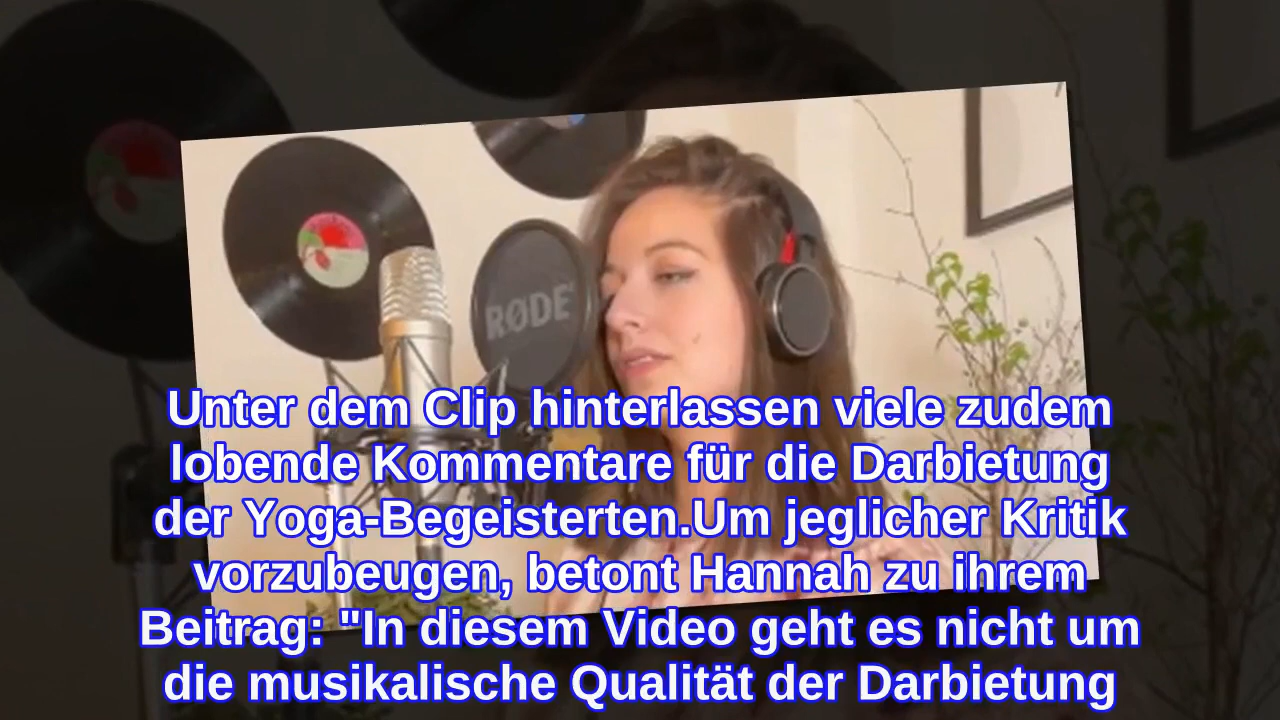 RØDE
Unter dem Clip hinterlassen viele zudem
lobende Kommentare für die Darbietung
der Yoga-Begeisterten.Um jeglicher Kritik
vorzubeugen, betont Hannah zu ihrem
Beitrag: "In diesem Video geht es nicht um
die musikalische Qualität der Darbietung